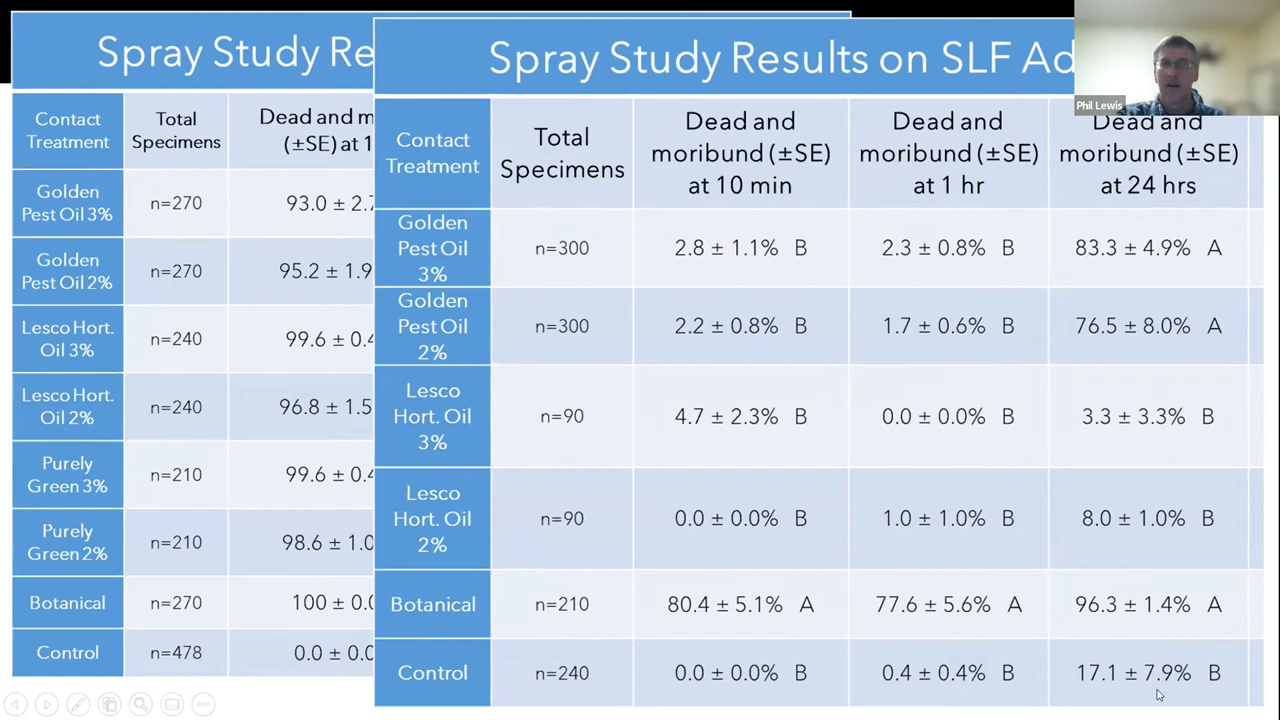 Spray Study Re
Contact
Treatment
Total
Specimens
Dead and m
(±SE) at 1
Golden
Pest Oil 3%
n=270
93.0 ± 2.7
Golden
Pest Oil 2%
n=270
95.2 ± 1.9
Lesco Hort.
Oil 3%
n=240
99.6 ± 0.4
Lesco Hort.
Oil 2%
n=240
96.8 ± 1.5
Purely
Green 3%
n=210
99.6 ± 0.4
Purely
Green 2%
n=210
98.6 ± 1.0
Botanical
n=270
100 ± 0.0
Control
n=478
0.0 ± 0.0
Spray Study Results on SLF Ad
Phil Lewis
Contact
Treatment
Total
Specimens
Dead and
moribund (±SE)
at 10 min
Dead and
moribund (±SE)
at 1 hr
Dead and
moribund (±SE)
at 24 hrs
Golden
Pest Oil
3%
n=300
2.8 ± 1.1% B
2.3 ± 0.8% B
83.3 ± 4.9% A
Golden
Pest Oil
2%
n=300
2.2 ± 0.8% B
1.7 ± 0.6% B
76.5 ± 8.0% A
Lesco
Hort. Oil
3%
n=90
4.7 ± 2.3% B
0.0 ± 0.0% B
3.3 ± 3.3% B
Lesco
Hort. Oil
2%
n=90
0.0 ± 0.0% B
1.0 ± 1.0% B
8.0 ± 1.0% B
Botanical
n=210
80.4 ± 5.1% A
77.6 ± 5.6% A
96.3 ± 1.4% A
Control
n=240
0.0 ± 0.0% B
0.4 ± 0.4% B
17.1 ± 7.9% B